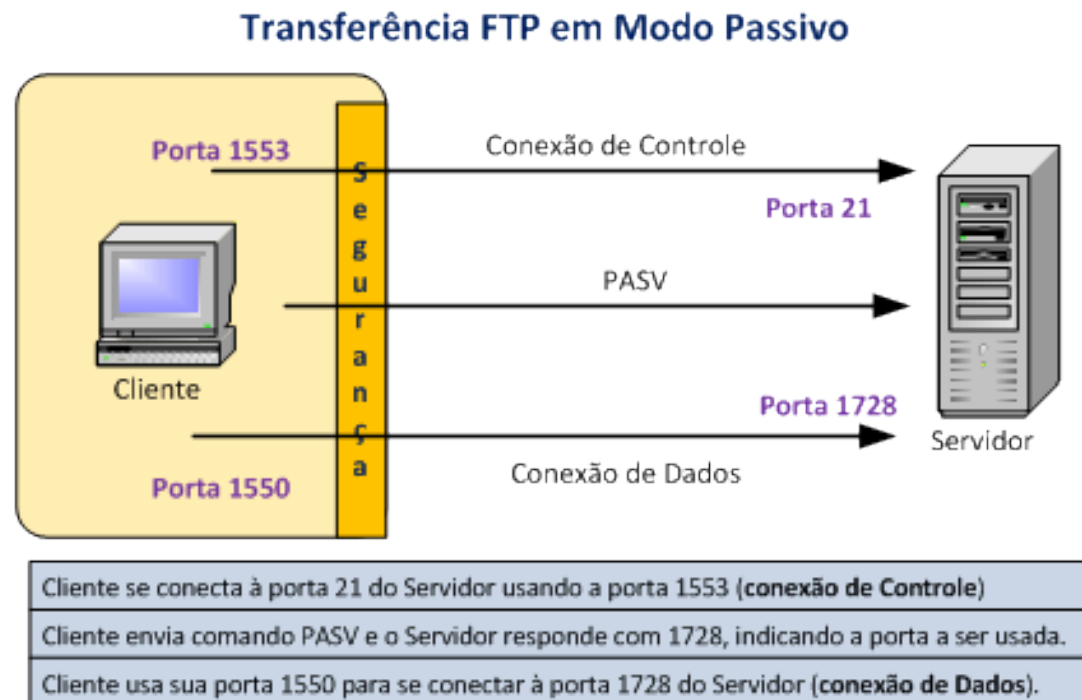 Transferência FTP em Modo Passivo
Porta 1553
Conexão de Controle
Porta 21
Segurança
PASV
Cliente
Porta 1728
Servidor
Conexão de Dados
Porta 1550
Cliente se conecta à porta 21 do Servidor usando a porta 1553 (conexão de Controle)
Cliente envia comando PASV e o Servidor responde com 1728, indicando a porta a ser usada.
Cliente usa sua porta 1550 para se conectar à porta 1728 do Servidor (conexão de Dados).